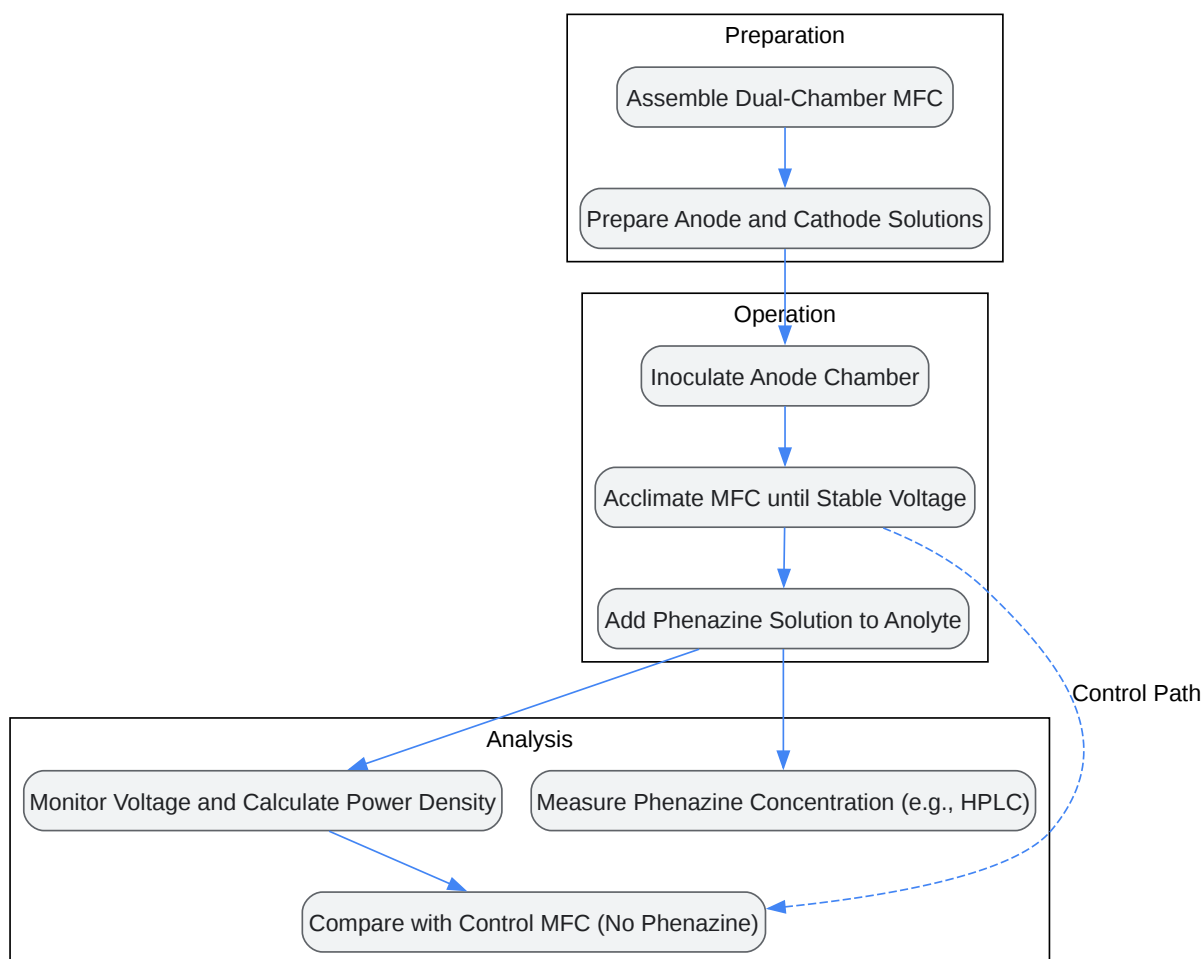 Preparation
Assemble Dual-Chamber MFC
Prepare Anode and Cathode Solutions
Operation
Inoculate Anode Chamber
Acclimate MFC until Stable Voltage
Add Phenazine Solution to Anolyte
Control Path
Analysis
Monitor Voltage and Calculate Power Density
Measure Phenazine Concentration (e.g., HPLC)
Compare with Control MFC (No Phenazine)